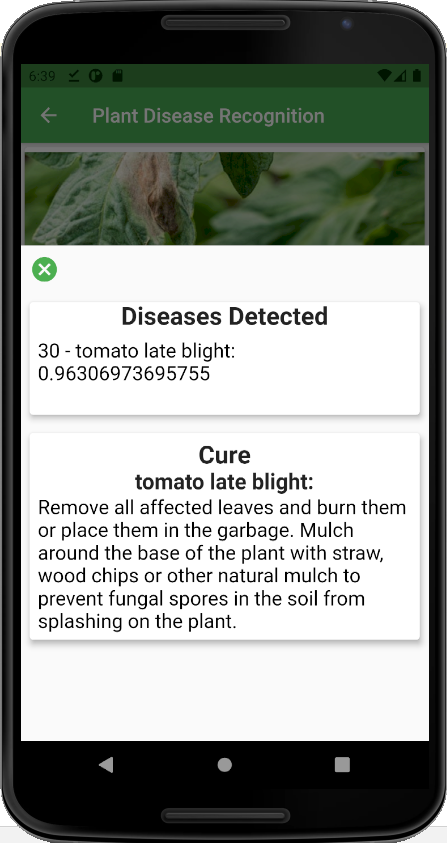 6:39
Plant Disease Recognition
Diseases Detected
30 - tomato late blight:
0.96306973695755
Cure
tomato late blight:
Remove all affected leaves and burn them
or place them in the garbage. Mulch
around the base of the plant with straw,
wood chips or other natural mulch to
prevent fungal spores in the soil from
splashing on the plant.